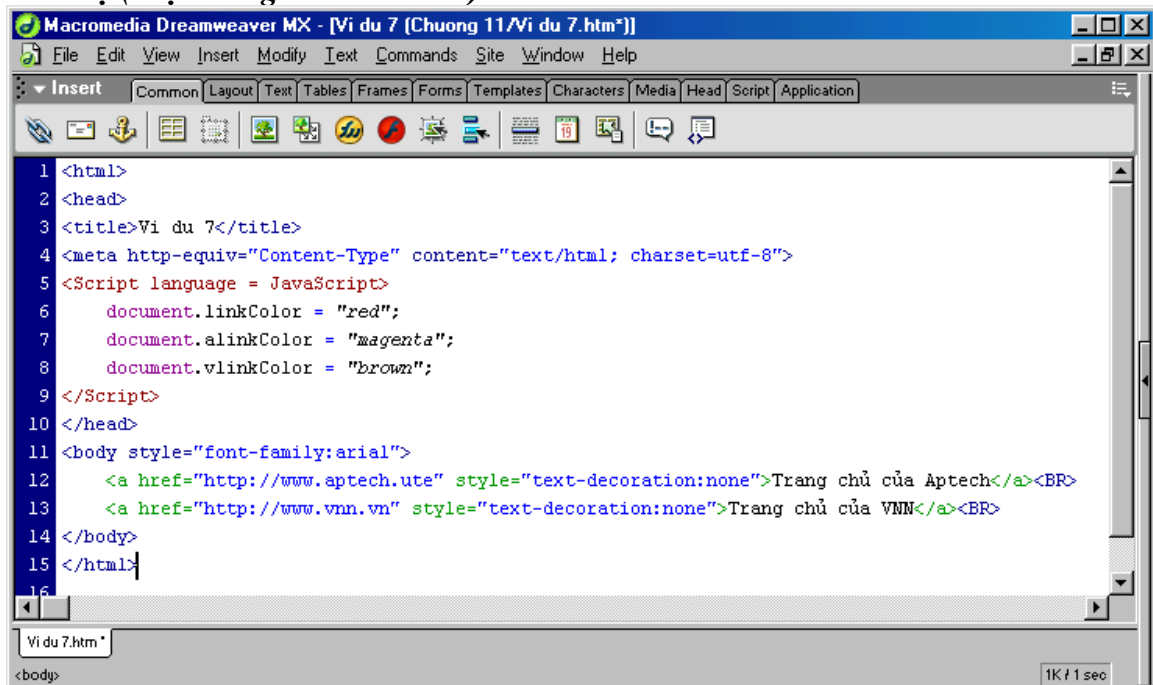 Macromedia Dreamweaver MX - [Vi du 7 (Chuong 11/Vi du 7.htm*)]
File Edit View Insert Modify Text Commands Site Window Help
Insert Common Layout Text Tables Frames Forms Templates Characters Media Head Script Application
19
1 <html>
2 <head>
3 <title>Vi du 7</title>
4 <meta http-equiv="Content-Type" content="text/html; charset=utf-8">
5 <Script language = JavaScript>
6 document.linkColor = "red";
7 document.alinkColor = "magenta";
8 document.vlinkColor = "brown";
9 </Script>
10 </head>
11 <body style="font-family:arial">
12 <a href="http://www.aptech.ute" style="text-decoration:none">Trang chủ của Aptech</a><BR>
13 <a href="http://www.vnn.vn" style="text-decoration:none">Trang chủ của VNN</a><BR>
14 </body>
15 </html>
16
Vi du 7.htm*
<body> 1K / 1 sec